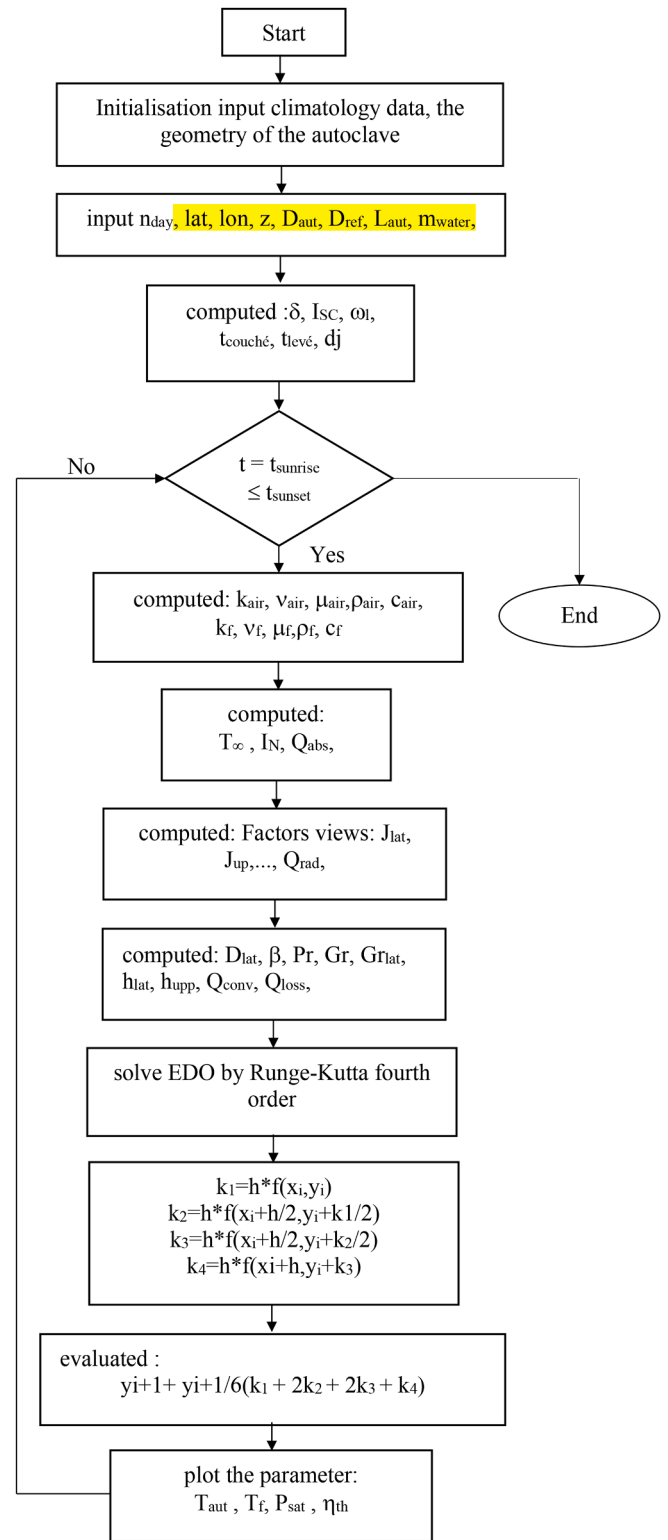 Start
Initialisation input climatology data, the
geometry of the autoclave
input nday, lat, lon, z, Daut, Dref, Laut, mwater,
computed :δ, ISC, ωl,
tcouché, tlevé, dj
No
t = tsunrise
≤ tsunset
Yes
computed: kair, νair, μair,ρair, cair,
kf, νf, μf,ρf, cf
End
computed:
T∞ , IN, Qabs,
computed: Factors views: Jlat,
Jup,..., Qrad,
computed: Dlat, β, Pr, Gr, Grlat,
hlat, hupp, Qconv, Qloss,
solve EDO by Runge-Kutta fourth
order
k1=h*f(xi,yi)
k2=h*f(xi+h/2,yi+k1/2)
k3=h*f(xi+h/2,yi+k2/2)
k4=h*f(xi+h,yi+k3)
evaluated :
yi+1+ yi+1/6(k1 + 2k2 + 2k3 + k4)
plot the parameter:
Taut , Tf, Psat , ηth